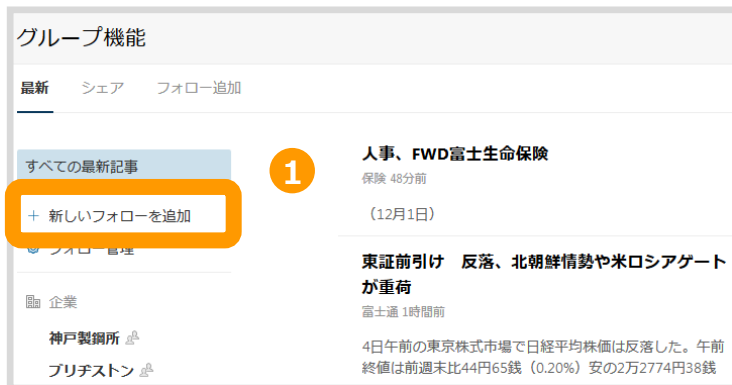 グループ機能
最新 シェア フォロー追加
すべての最新記事
1
+ 新しいフォローを追加
フォロー管理
企業
神戸製鋼所
ブリヂストン
人事、FWD富士生命保険
保険 48分前
（12月1日）
東証前引け　反落、北朝鮮情勢や米ロシアゲート
が重荷
富士通 1時間前
4日午前の東京株式市場で日経平均株価は反落した。午前
終値は前週末比44円65銭（0.20%）安の2万2774円38銭